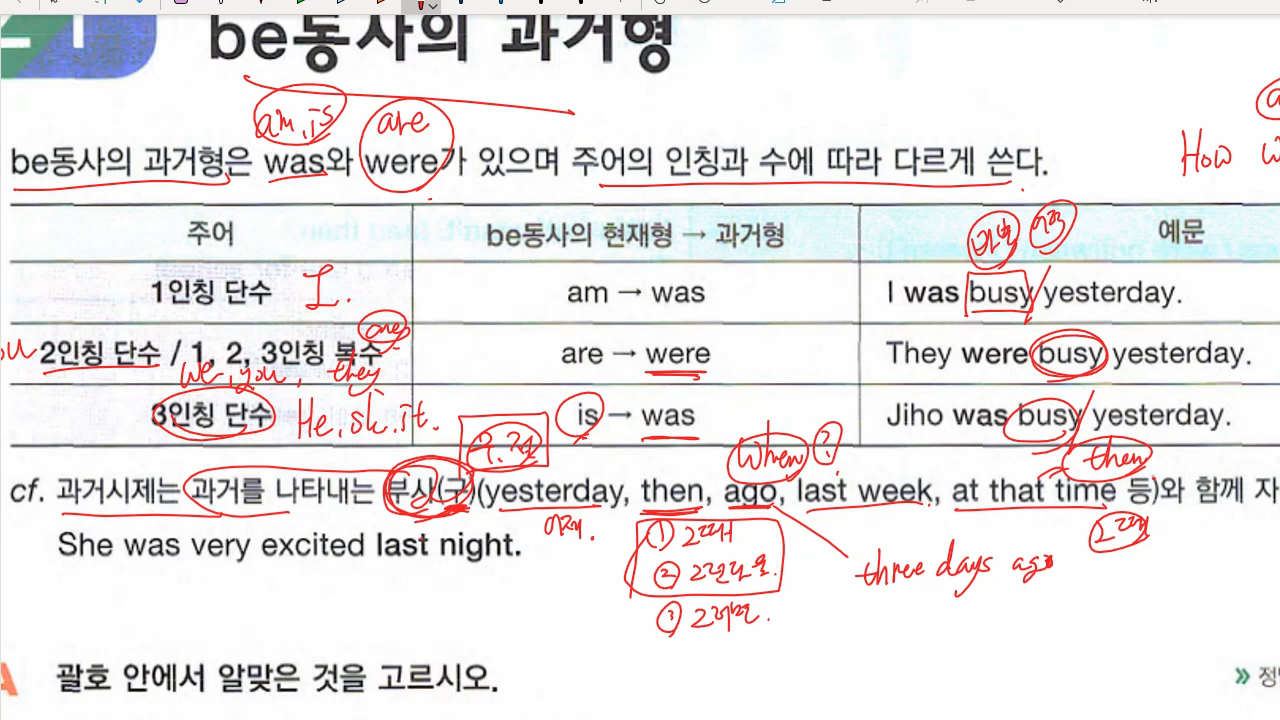 be동사의 과거형
am, is
are
a
be동사의 과거형은 was와 were가 있으며 주어의 인칭과 수에 따라 다르게 쓴다.
How
주어
be동사의 현재형 → 과거형
예문
1인칭 단수
I.
am → was
I was busy yesterday.
are
2인칭 단수 / 1, 2, 3인칭 복수
We, you, they
are → were
They were busy yesterday.
3인칭 단수
He, sh. it.
is → was
Jiho was busy yesterday.
when?
then
cf. 과거시제는 과거를 나타내는 부사(구)(yesterday, then, ago, last week, at that time 등)와 함께 자
어제.
① 그때
그때
She was very excited last night.
② 그런다음.
three days ago
③ 그러면.
A 괄호 안에서 알맞은 것을 고르시오.
» 정